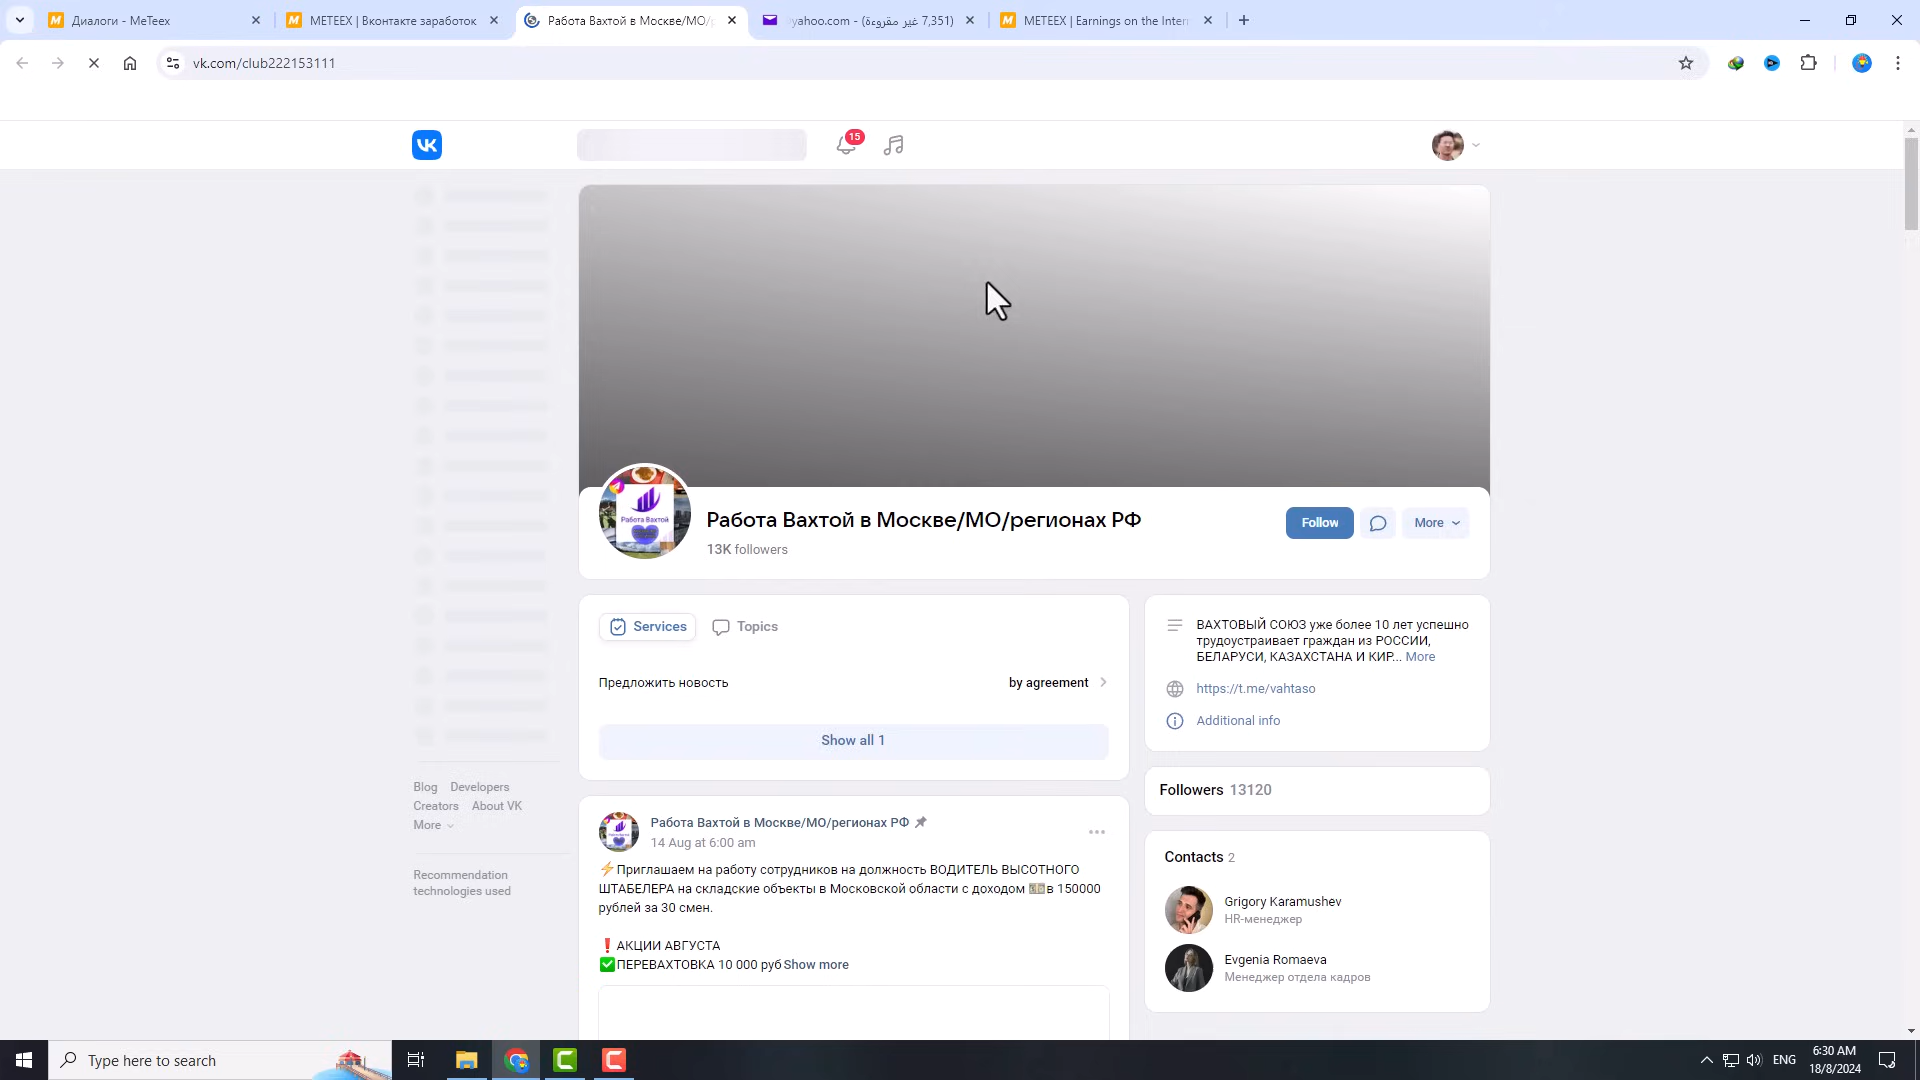 Диалоги - MeTeex
METEEX | Вконтакте заработок
Работа Вахтой в Москве/МО/р
yahoo.com - (7,351 غير مقروءة)
METEEX | Earnings on the Inter
vk.com/club222153111
15
Работа Вахтой в Москве/МО/регионах РФ
13K followers
Follow
More
Services
Topics
Предложить новость
by agreement
Show all 1
ВАХТОВЫЙ СОЮЗ уже более 10 лет успешно
трудоустраивает граждан из РОССИИ,
БЕЛАРУСИ, КАЗАХСТАНА И КИР... More
https://t.me/vahtaso
Additional info
Followers 13120
Contacts 2
Grigory Karamushev
HR-менеджер
Evgenia Romaeva
Менеджер отдела кадров
Blog Developers
Creators About VK
More
Recommendation
technologies used
Работа Вахтой в Москве/МО/регионах РФ
14 Aug at 6:00 am
⚡Приглашаем на работу сотрудников на должность ВОДИТЕЛЬ ВЫСОТНОГО
ШТАБЕЛЕРА на складские объекты в Московской области с доходом 💴в 150000
рублей за 30 смен.
❗АКЦИИ АВГУСТА
✅ПЕРЕВАХТОВКА 10 000 руб Show more
Работа Вахтой
Type here to search
ENG
6:30 AM
18/8/2024